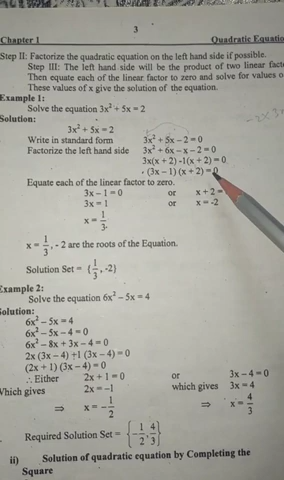 3
Chapter 1 Quadratic Equatio
Step II: Factorize the quadratic equation on the left hand side if possible.
Step III: The left hand side will be the product of two linear fact
Then equate each of the linear factor to zero and solve for values o
These values of x give the solution of the equation.
Example 1:
Solve the equation 3x² + 5x = 2
Solution:
3x² + 5x = 2
Write in standard form 3x² + 5x – 2 = 0
Factorize the left hand side 3x² + 6x – x – 2 = 0
3x(x + 2) -1(x + 2) = 0
(3x – 1) (x + 2) = 0
Equate each of the linear factor to zero.
3x – 1 = 0 or x + 2 =
3x = 1 or x = -2
x = 1/3
x = 1/3, - 2 are the roots of the Equation.
Solution Set = {1/3, -2}
Example 2:
Solve the equation 6x² – 5x = 4
Solution:
6x² – 5x = 4
6x² – 5x – 4 = 0
6x² – 8x + 3x – 4 = 0
2x (3x – 4) +1 (3x – 4) = 0
(2x + 1) (3x – 4) = 0
∴ Either 2x + 1 = 0 or 3x – 4 = 0
Which gives 2x = –1 which gives 3x = 4
⇒ x = – 1/2 ⇒ x = 4/3
Required Solution Set = {– 1/2, 4/3}
ii) Solution of quadratic equation by Completing the
Square